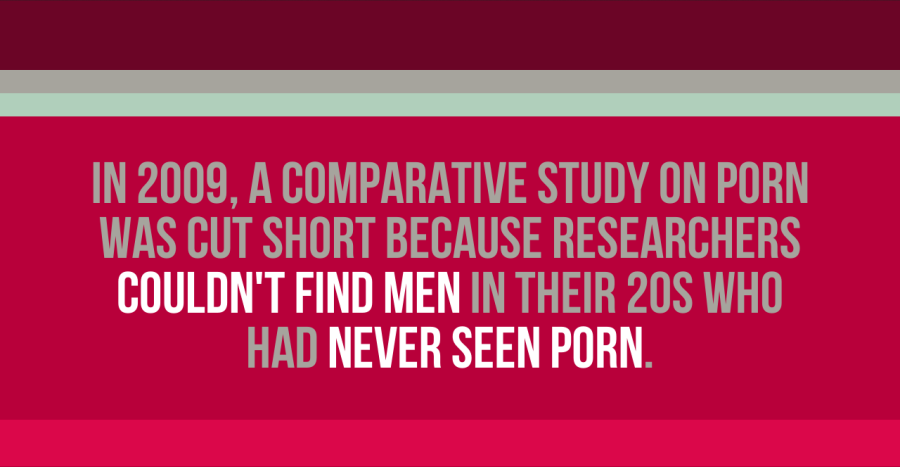 IN 2009, A COMPARATIVE STUDY ON PORN
WAS CUT SHORT BECAUSE RESEARCHERS
COULDN'T FIND MEN IN THEIR 20S WHO
HAD NEVER SEEN PORN.